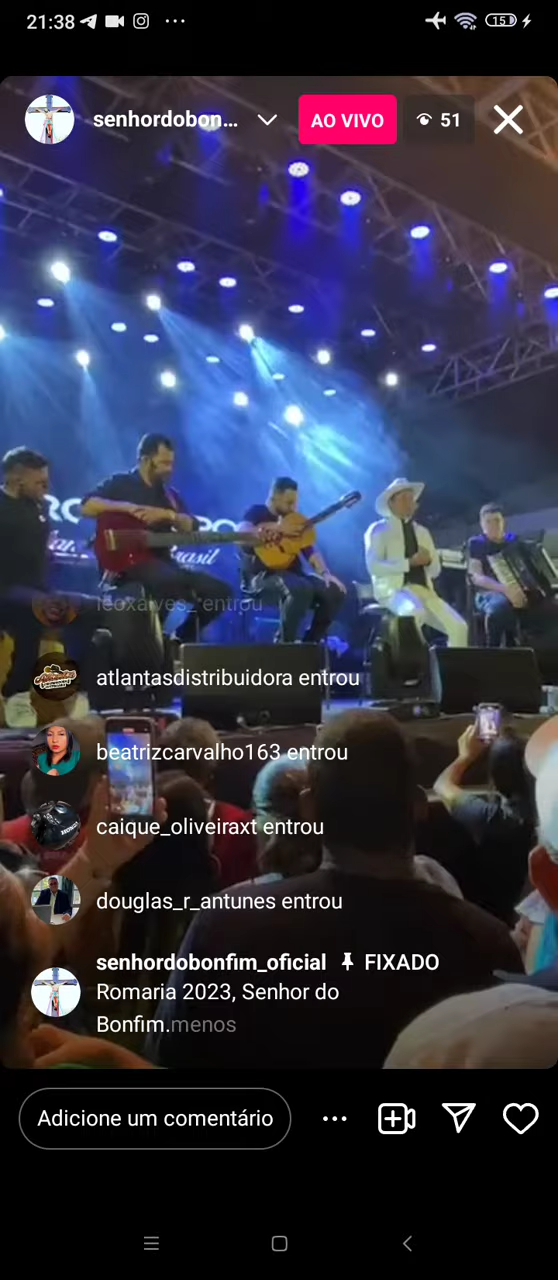 21:38
15
senhordobon...
AO VIVO
51
Brasil
leoxalves_ entrou
atlantasdistribuidora entrou
beatrizcarvalho163 entrou
caique_oliveiraxt entrou
douglas_r_antunes entrou
senhordobonfim_oficial FIXADO
Romaria 2023, Senhor do
Bonfim.menos
Adicione um comentário